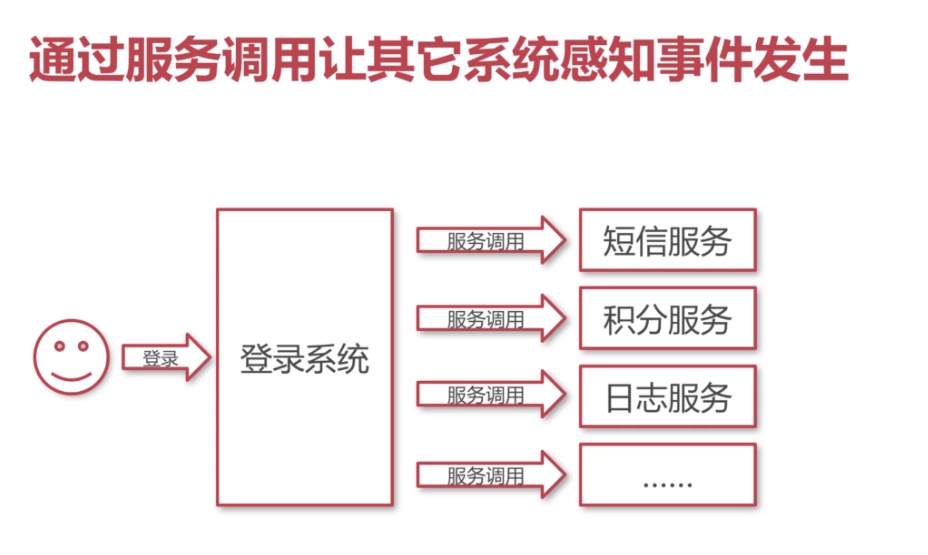 通过服务调用让其它系统感知事件发生
服务调用
短信服务
服务调用
积分服务
登录
登录系统
服务调用
日志服务
服务调用
......